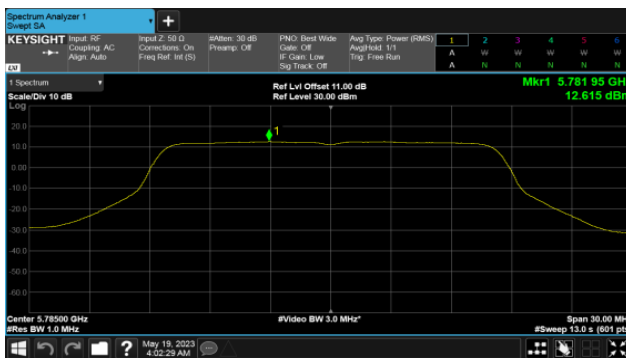 Spectrum Analyzer 1
Swept SA
+
KEYSIGHT Input: RF Input Z: 50 Ω #Atten: 30 dB PNO: Best Wide Avg Type: Power (RMS) 1 2 3 4 5 6
Coupling: AC Corrections: On Preamp: Off Gate: Off Avg|Hold: 1/1 A W W W W W
Align: Auto Freq Ref: Int (S) IF Gain: Low Trig: Free Run
LXI Sig Track: Off A N N N N N
1 Spectrum Ref Lvl Offset 11.00 dB Mkr1 5.781 95 GH
Scale/Div 10 dB Ref Level 30.00 dBm 12.615 dBm
Log
1
20.0
10.0
0.00
-10.0
-20.0
-30.0
-40.0
-50.0
-60.0
Center 5.78500 GHz #Video BW 3.0 MHz* Span 30.00 MH
#Res BW 1.0 MHz #Sweep 13.0 s (601 pts
? May 19, 2023
4:02:29 AM